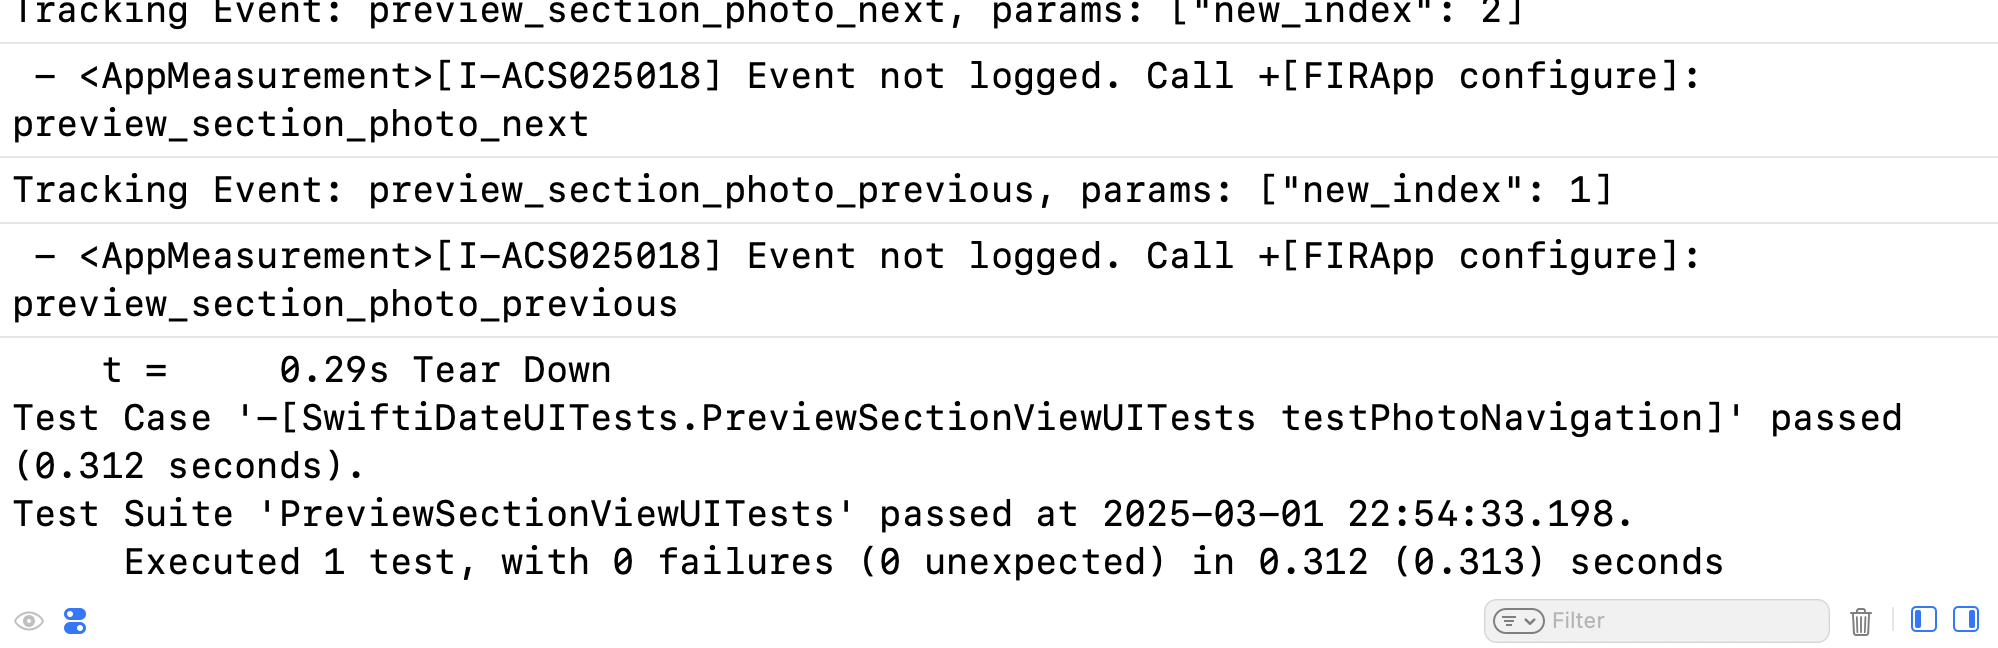 Tracking Event: preview_section_photo_next, params: ["new_index": 2]
 – <AppMeasurement>[I-ACS025018] Event not logged. Call +[FIRApp configure]:
preview_section_photo_next
Tracking Event: preview_section_photo_previous, params: ["new_index": 1]
 – <AppMeasurement>[I-ACS025018] Event not logged. Call +[FIRApp configure]:
preview_section_photo_previous
    t =     0.29s Tear Down
Test Case '-[SwiftiDateUITests.PreviewSectionViewUITests testPhotoNavigation]' passed
(0.312 seconds).
Test Suite 'PreviewSectionViewUITests' passed at 2025-03-01 22:54:33.198.
     Executed 1 test, with 0 failures (0 unexpected) in 0.312 (0.313) seconds
Filter